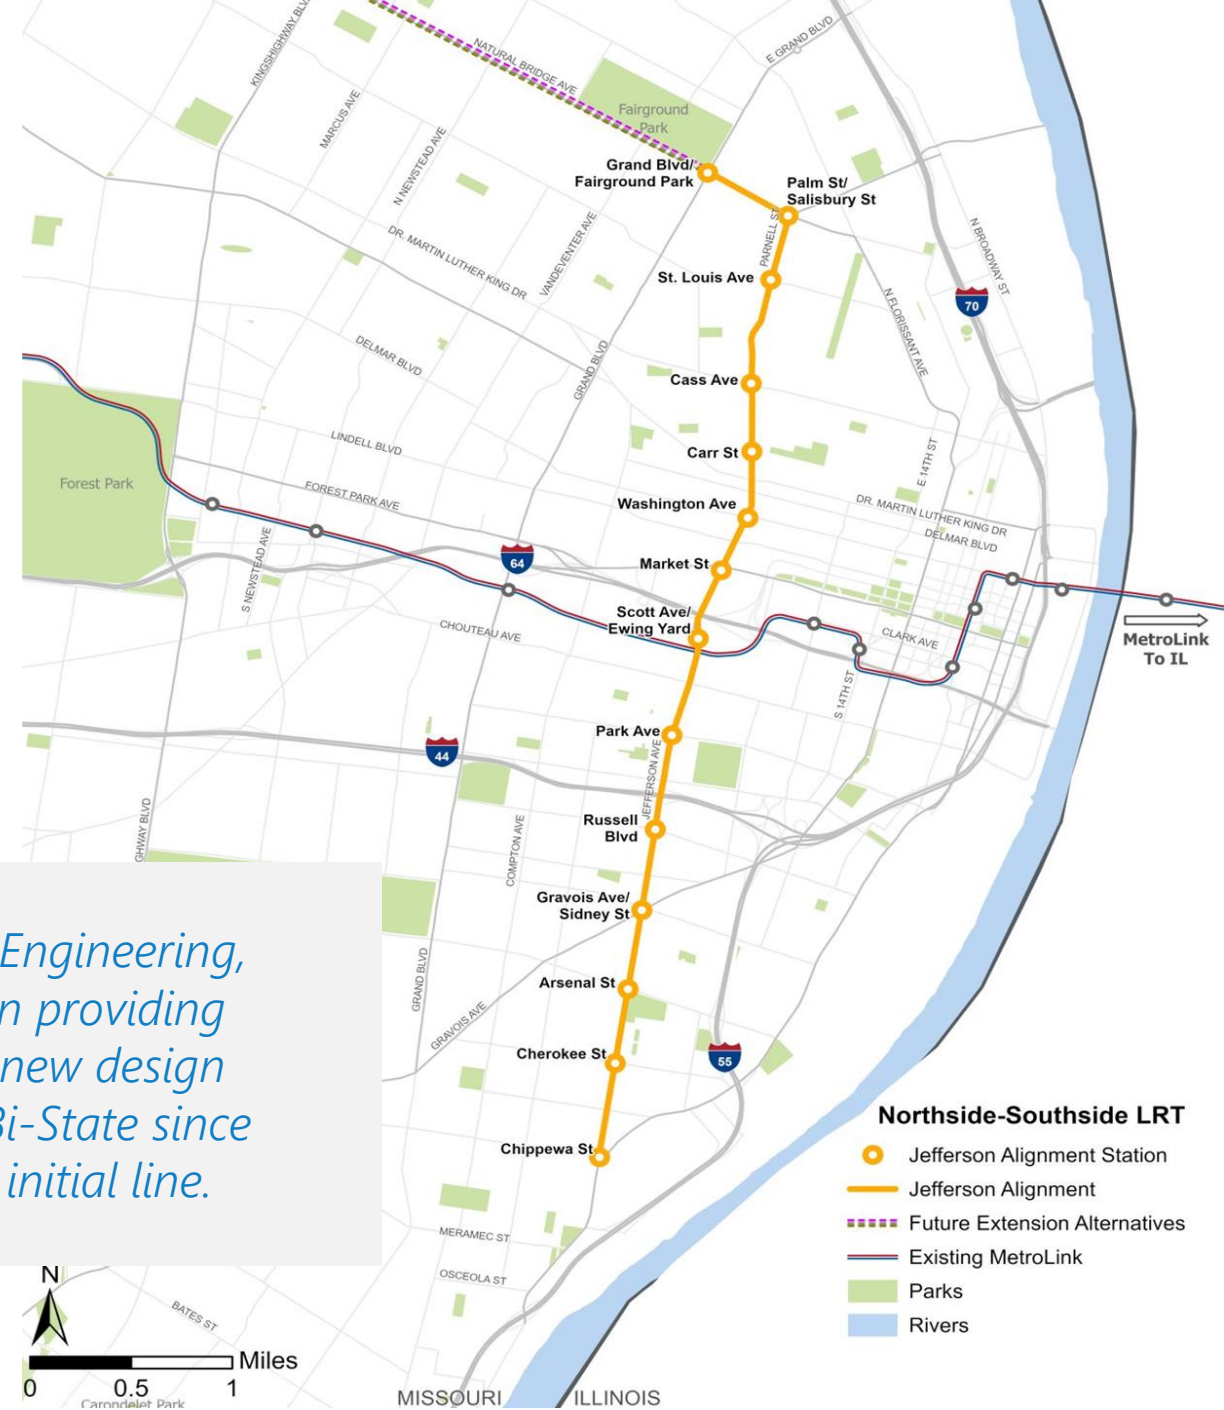 KINGSHIGHWAY BLV
E GRAND BLVD
NATURAL BRIDGE AVE
MARCUS AVE
Fairground
Park
N NEWSTEAD AVE
Grand Blvd/
Fairground Park
Palm St/
Salisbury St
PARNELL ST
VANDEVENTER AVE
N BROADWAY ST
DR. MARTIN LUTHER KING DR
St. Louis Ave
70
N FLORISSANT AVE
DELMAR BLVD
GRAND BLVD
Cass Ave
LINDELL BLVD
Carr St
E 14TH ST
Forest Park
FOREST PARK AVE
Washington Ave
DR. MARTIN LUTHER KING DR
DELMAR BLVD
S NEWSTEAD AVE
64
Market St
Scott Ave/
Ewing Yard
CHOUTEAU AVE
CLARK AVE
MetroLink
To IL
S 14TH ST
Park Ave
44
JEFFERSON AVE
Russell
Blvd
GHWAY BLVD
COMPTON AVE
Gravois Ave/
Sidney St
Engineering,
n providing
new design
Bi-State since
initial line.
GRAND BLVD
Arsenal St
GRAVOIS AVE
Cherokee St
55
Chippewa St
Northside-Southside LRT
Jefferson Alignment Station
Jefferson Alignment
Future Extension Alternatives
Existing MetroLink
Parks
Rivers
MERAMEC ST
OSCEOLA ST
N
BATES ST
Miles
0 0.5 1
Carondelet Park
MISSOURI ILLINOIS